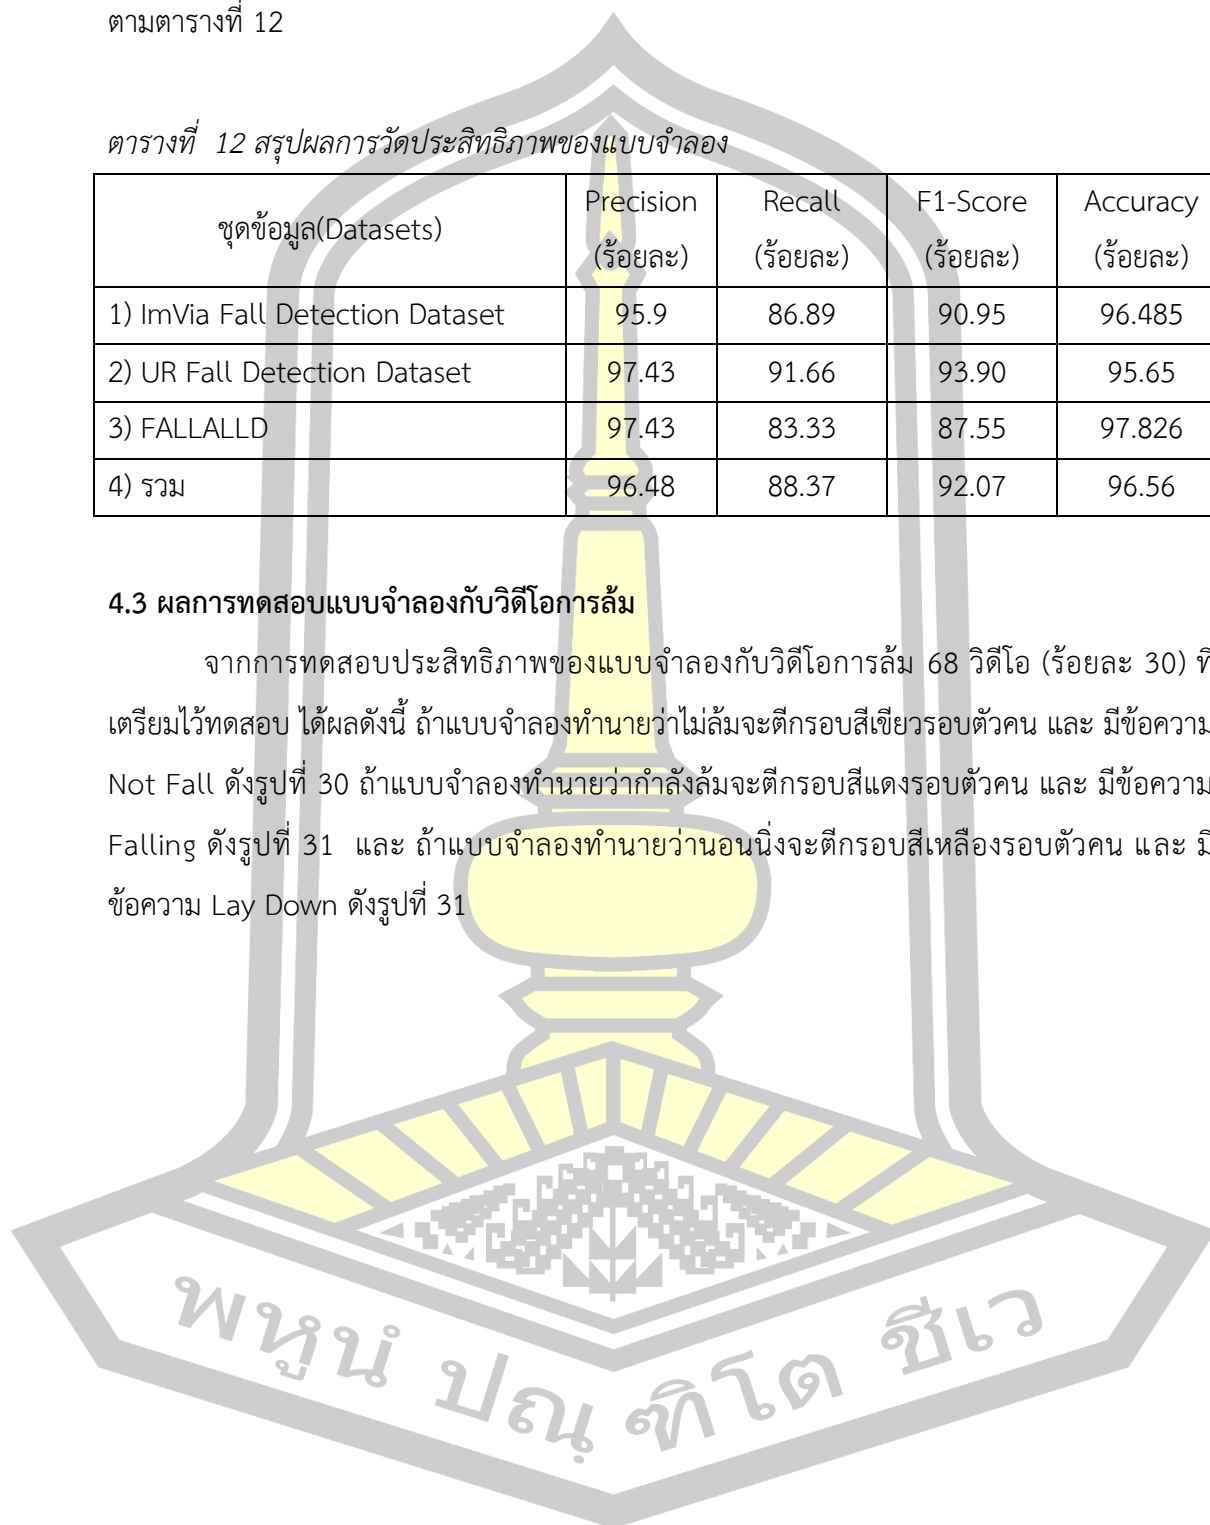 ตามตารางที่ 12
ตารางที่ 12 สรุปผลการวัดประสิทธิภาพของแบบจำลอง
ชุดข้อมูล(Datasets) Precision (ร้อยละ) Recall (ร้อยละ) F1-Score (ร้อยละ) Accuracy (ร้อยละ)
1) ImVia Fall Detection Dataset 95.9 86.89 90.95 96.485
2) UR Fall Detection Dataset 97.43 91.66 93.90 95.65
3) FALLALLD 97.43 83.33 87.55 97.826
4) รวม 96.48 88.37 92.07 96.56
4.3 ผลการทดสอบแบบจำลองกับวิดีโอการล้ม
จากการทดสอบประสิทธิภาพของแบบจำลองกับวิดีโอการล้ม 68 วิดีโอ (ร้อยละ 30) ที
เตรียมไว้ทดสอบ ได้ผลดังนี้ ถ้าแบบจำลองทำนายว่าไม่ล้มจะตีกรอบสีเขียวรอบตัวคน และ มีข้อความ
Not Fall ดังรูปที่ 30 ถ้าแบบจำลองทำนายว่ากำลังล้มจะตีกรอบสีแดงรอบตัวคน และ มีข้อความ
Falling ดังรูปที่ 31 และ ถ้าแบบจำลองทำนายว่านอนนิ่งจะตีกรอบสีเหลืองรอบตัวคน และ มี
ข้อความ Lay Down ดังรูปที่ 31
พหูนํ ปณฺฑิโต ชีเว